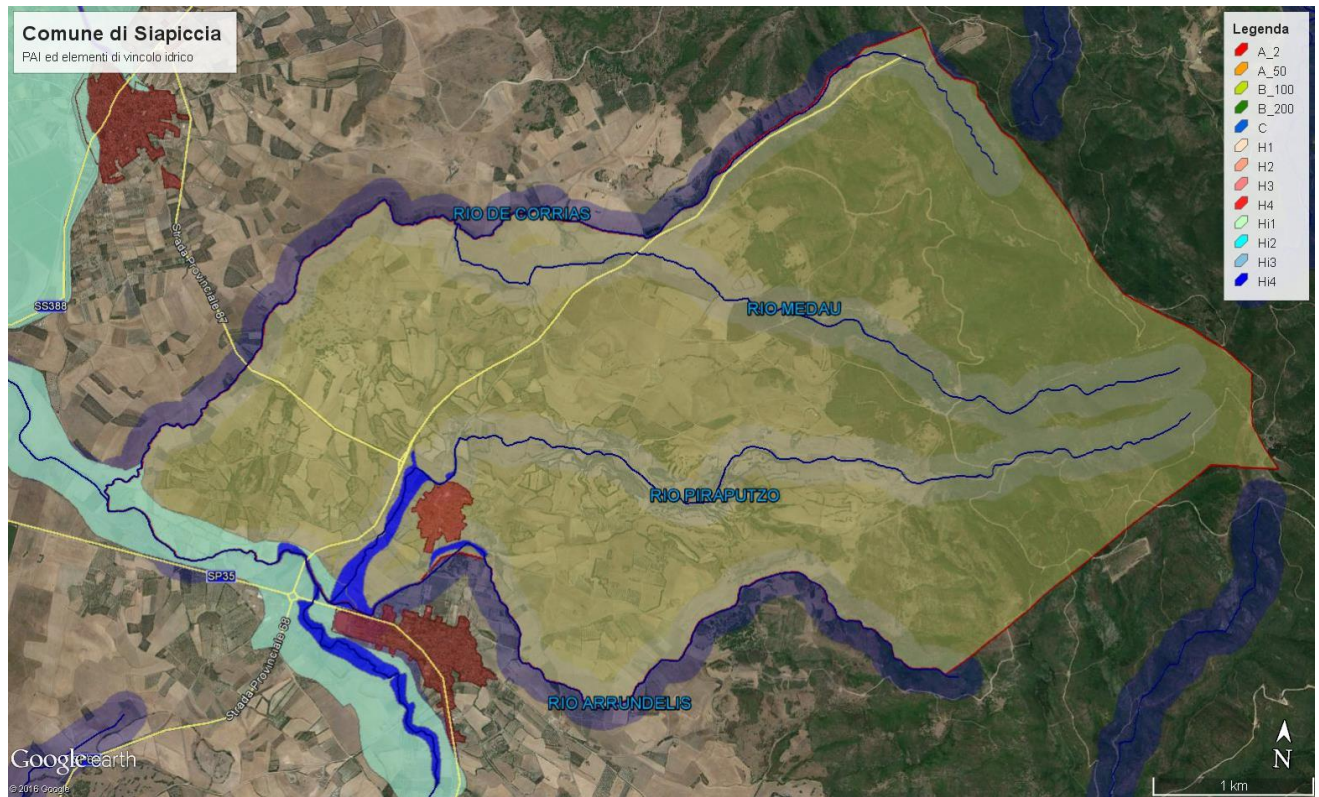 Comune di Siapiccia
PAI ed elementi di vincolo idrico
Legenda
A_2
A_50
B_100
B_200
C
H1
H2
H3
H4
Hi1
Hi2
Hi3
Hi4
RIO DE CORRIAS
Strada Provinciale 87
SS388
RIO MEDAU
RIO PIRAPUTZO
SP35
Strada Provinciale 68
RIO ARRUNDELIS
Google earth
© 2016 Google
N
1 km